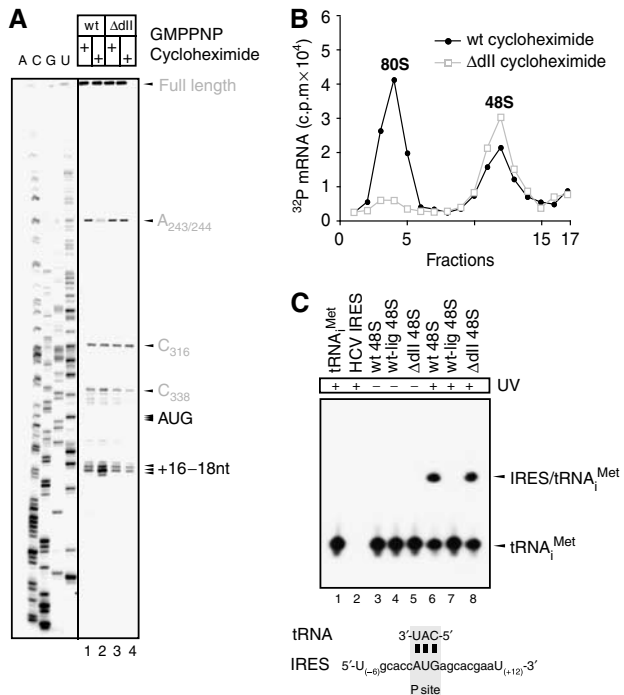 A
wt ΔdII
+ + GMPPNP
+ + Cycloheximide
A C G U
Full length
A243/244
C316
C338
AUG
+16–18nt
1 2 3 4
B
wt cycloheximide
ΔdII cycloheximide
80S
48S
32P mRNA (c.p.m×10^4)
6
5
4
3
2
1
0
0 5 15 17
Fractions
C
tRNAiMet
HCV IRES
wt 48S
wt-lig 48S
ΔdII 48S
wt 48S
wt-lig 48S
ΔdII 48S
+ + – – – + + + UV
IRES/tRNAiMet
tRNAiMet
1 2 3 4 5 6 7 8
tRNA 3′-UAC-5′
IRES 5′-U(–6)gcaccAUGagcacgaaU(+12)-3′
P site